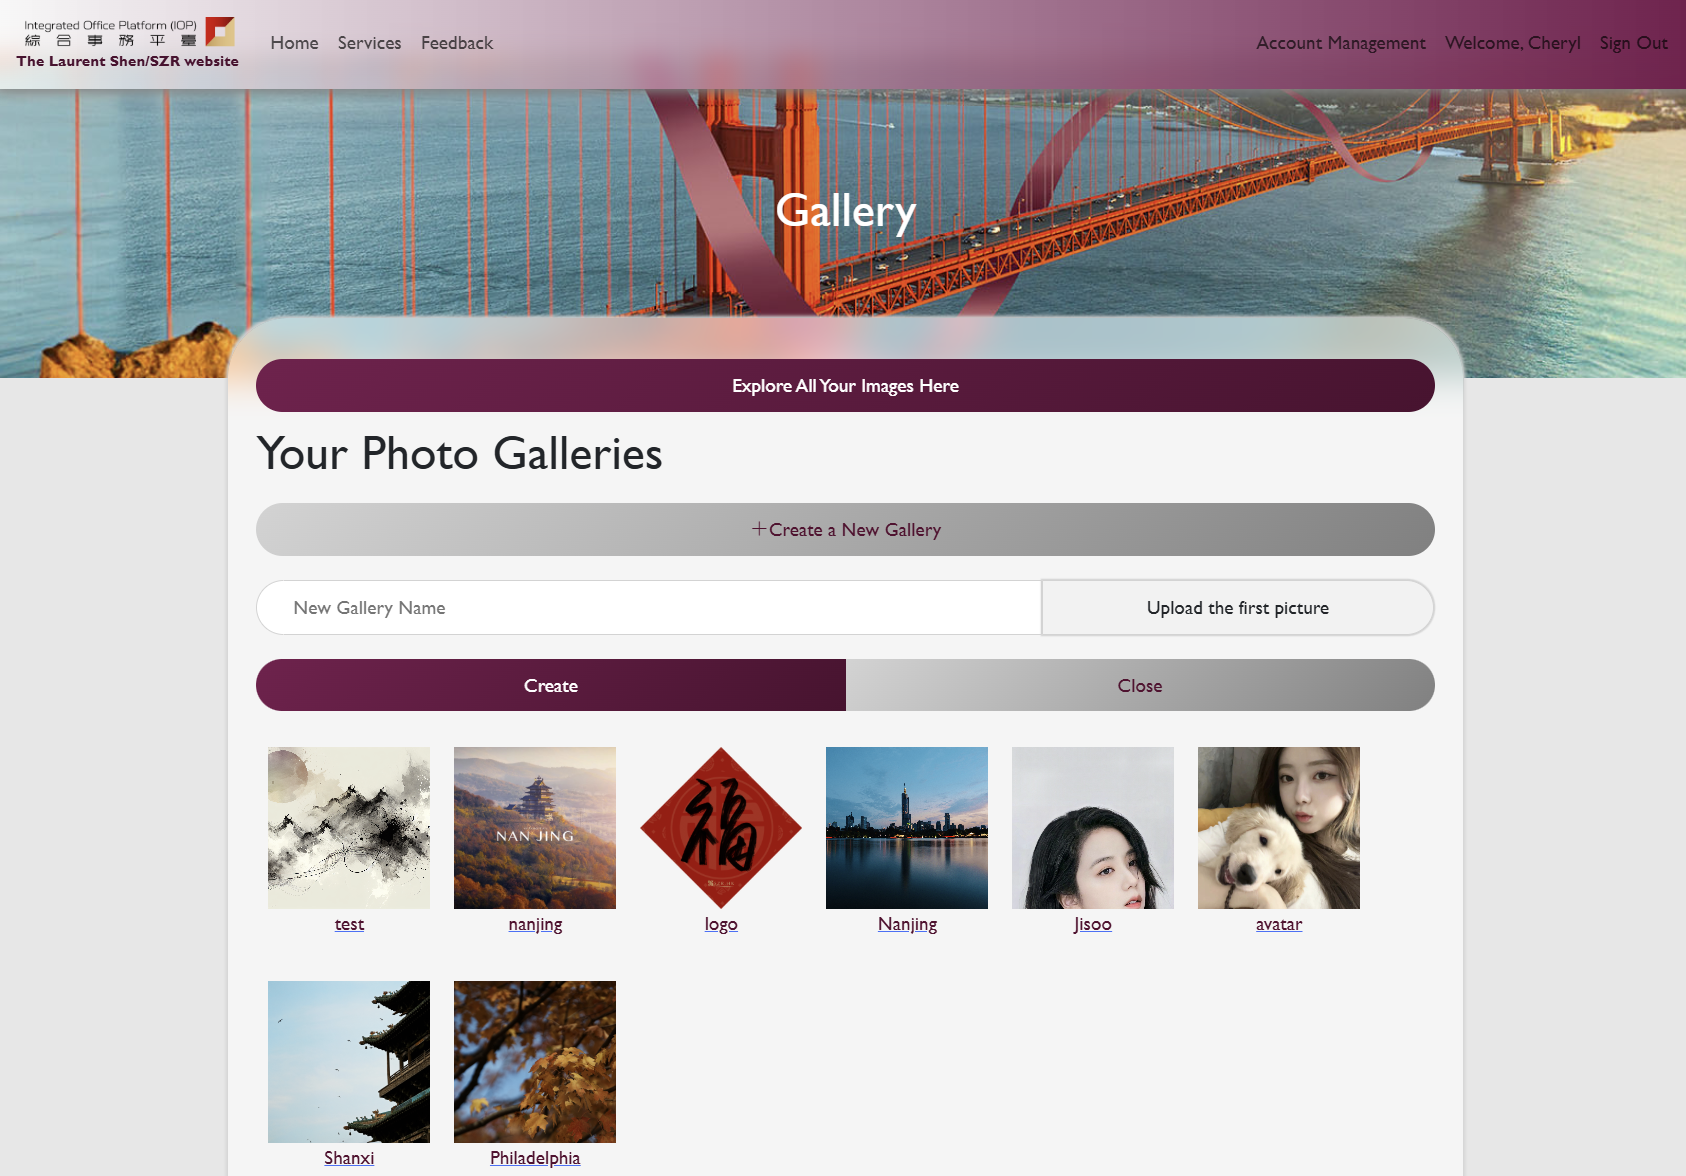 Integrated Office Platform (IOP)
綜合事務平臺
The Laurent Shen/SZR website
Home Services Feedback
Account Management Welcome, Cheryl Sign Out
Gallery
Explore All Your Images Here
Your Photo Galleries
+Create a New Gallery
New Gallery Name
Upload the first picture
Create
Close
NAN JING
福
test
nanjing
logo
Nanjing
Jisoo
avatar
Shanxi
Philadelphia